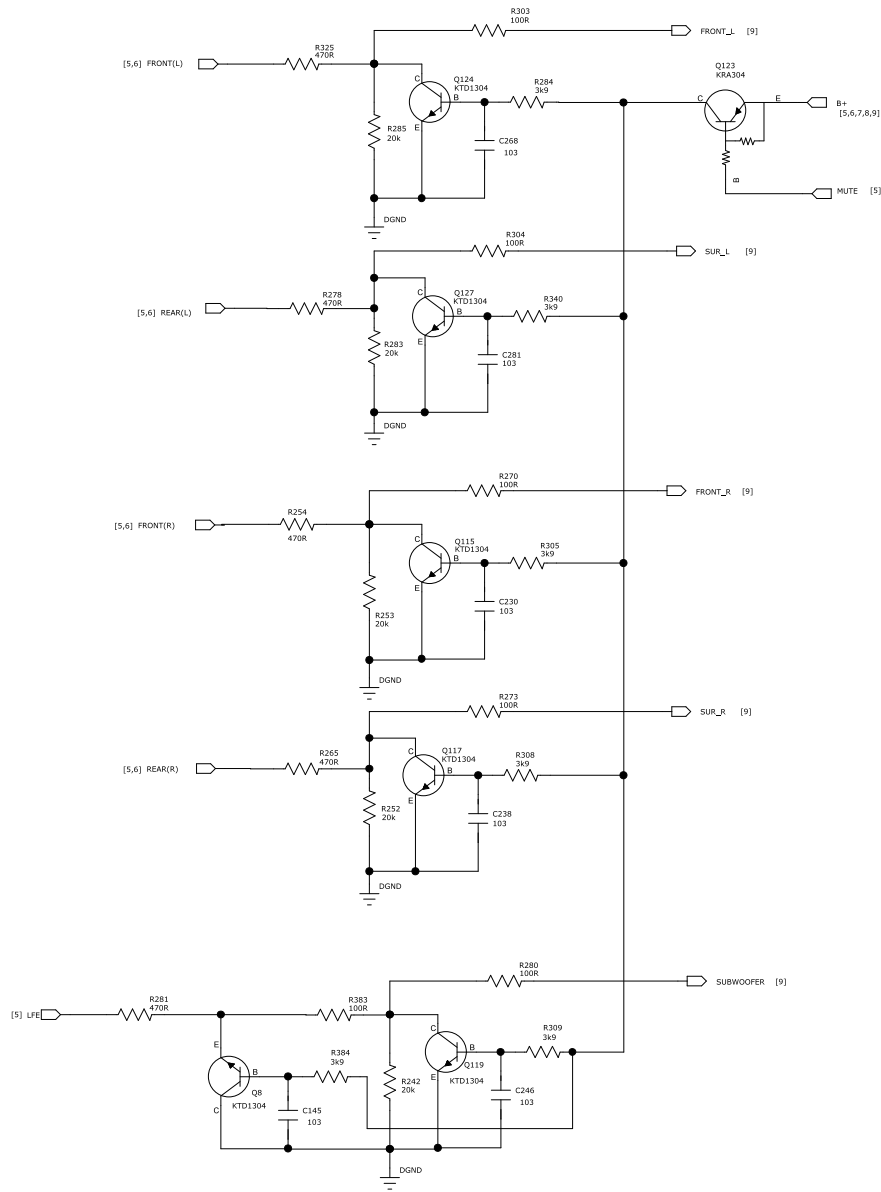 R303
100R
FRONT_L [9]
[5,6] FRONT(L)
R325
470R
Q124
KTD1304
C
B
E
R284
3k9
Q123
KRA304
C
E
B+
[5,6,7,8,9]
R285
20k
C268
103
B
MUTE [5]
DGND
R304
100R
SUR_L [9]
[5,6] REAR(L)
R278
470R
Q127
KTD1304
C
B
E
R340
3k9
R283
20k
C281
103
DGND
R270
100R
FRONT_R [9]
[5,6] FRONT(R)
R254
470R
Q115
KTD1304
C
B
E
R305
3k9
R253
20k
C230
103
DGND
R273
100R
SUR_R [9]
[5,6] REAR(R)
R265
470R
Q117
KTD1304
C
B
E
R308
3k9
R252
20k
C238
103
DGND
R280
100R
SUBWOOFER [9]
[5] LFE
R281
470R
R383
100R
C
B
E
Q119
KTD1304
R309
3k9
E
B
C
Q8
KTD1304
R384
3k9
R242
20k
C246
103
C145
103
DGND